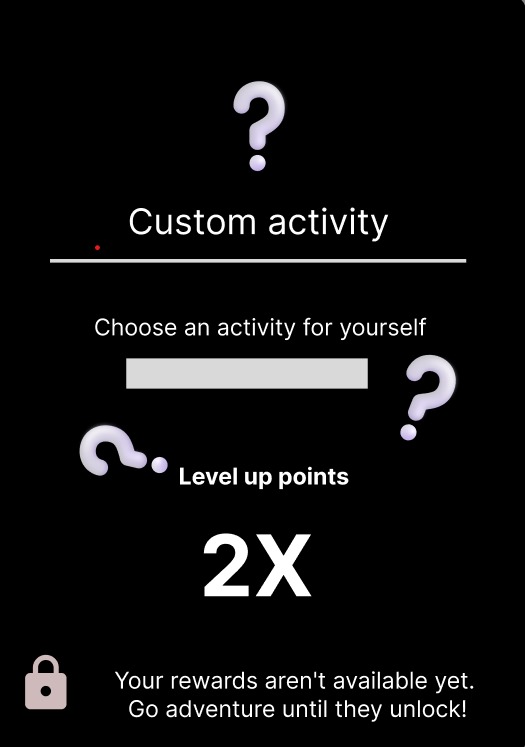 ?
Custom activity
Choose an activity for yourself
?
?
Level up points
2X
Your rewards aren't available yet.
Go adventure until they unlock!